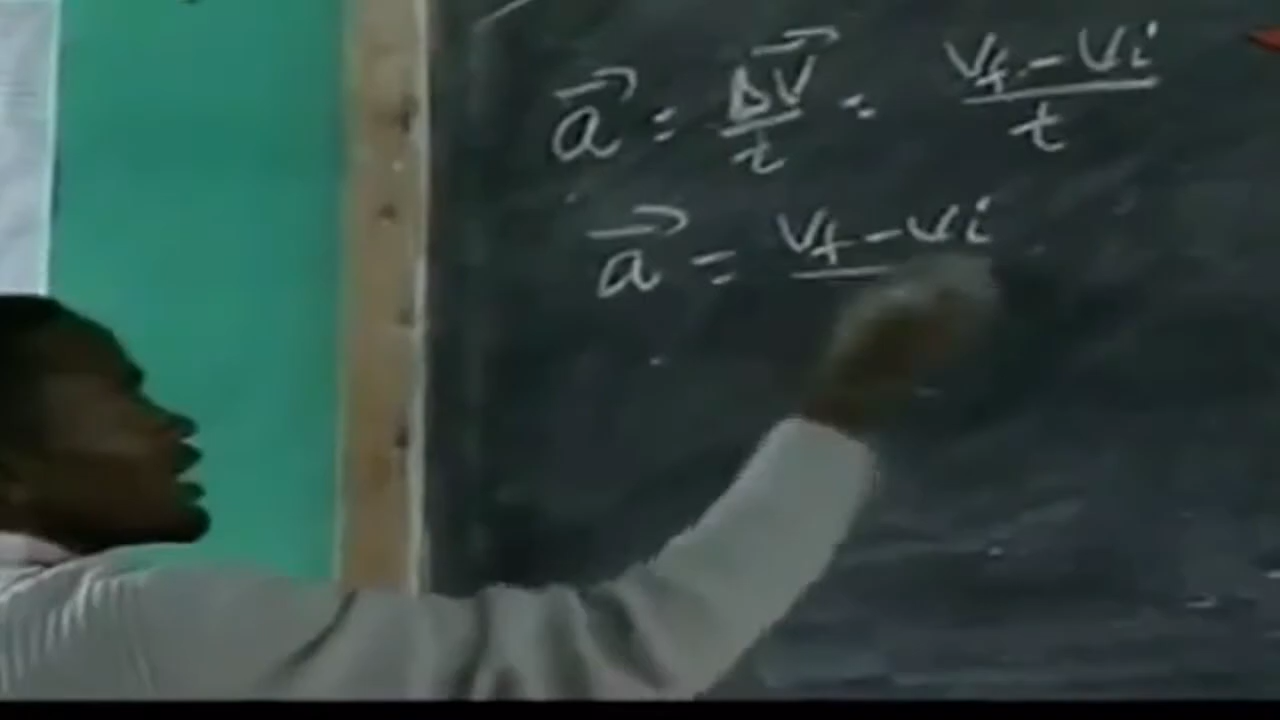 a⃗ = Δv⃗/t = vf - vi/t
a⃗ = vf - vi